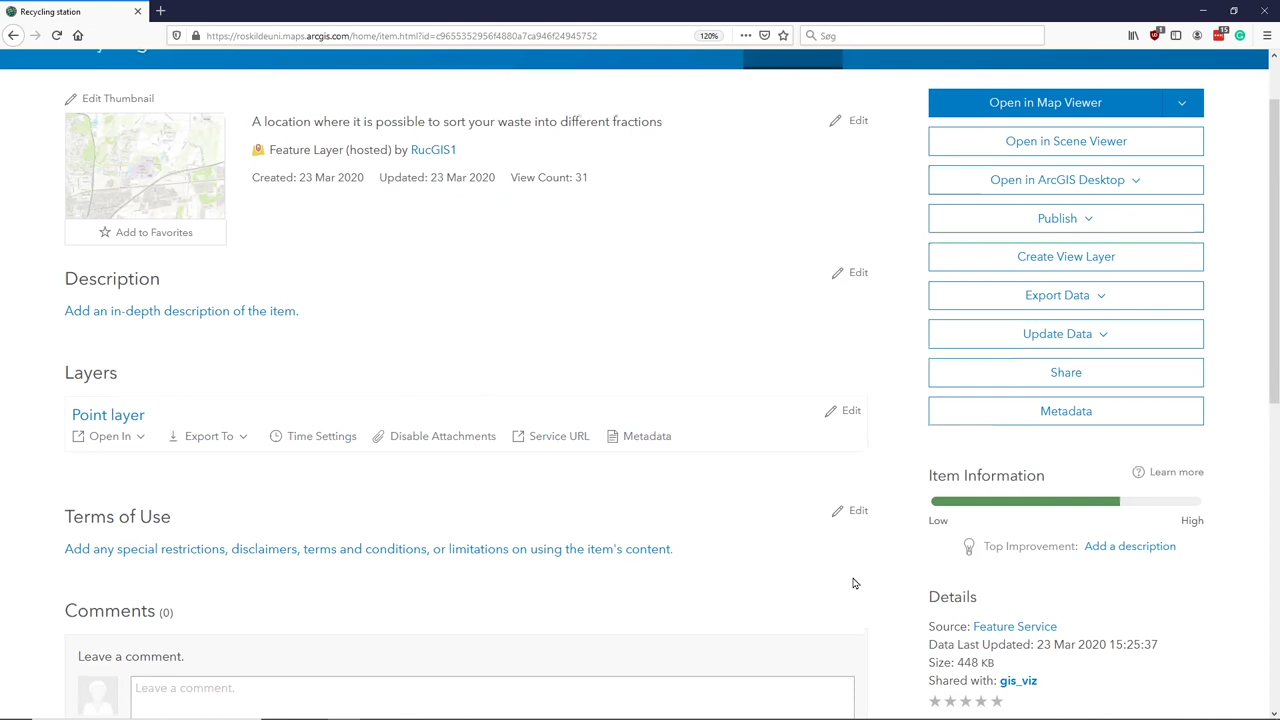 Recycling station
https://roskildeuni.maps.arcgis.com/home/item.html?id=c9655352956f4880a7ca946f24945752
120%
Søg
1
15
Edit Thumbnail
A location where it is possible to sort your waste into different fractions
Edit
Feature Layer (hosted) by RucGIS1
Created: 23 Mar 2020 Updated: 23 Mar 2020 View Count: 31
Add to Favorites
Description
Edit
Add an in-depth description of the item.
Layers
Point layer
Edit
Open In
Export To
Time Settings
Disable Attachments
Service URL
Metadata
Terms of Use
Edit
Add any special restrictions, disclaimers, terms and conditions, or limitations on using the item's content.
Comments (0)
Leave a comment.
Leave a comment.
Open in Map Viewer
Open in Scene Viewer
Open in ArcGIS Desktop
Publish
Create View Layer
Export Data
Update Data
Share
Metadata
Item Information
Learn more
Low
High
Top Improvement: Add a description
Details
Source: Feature Service
Data Last Updated: 23 Mar 2020 15:25:37
Size: 448 KB
Shared with: gis_viz